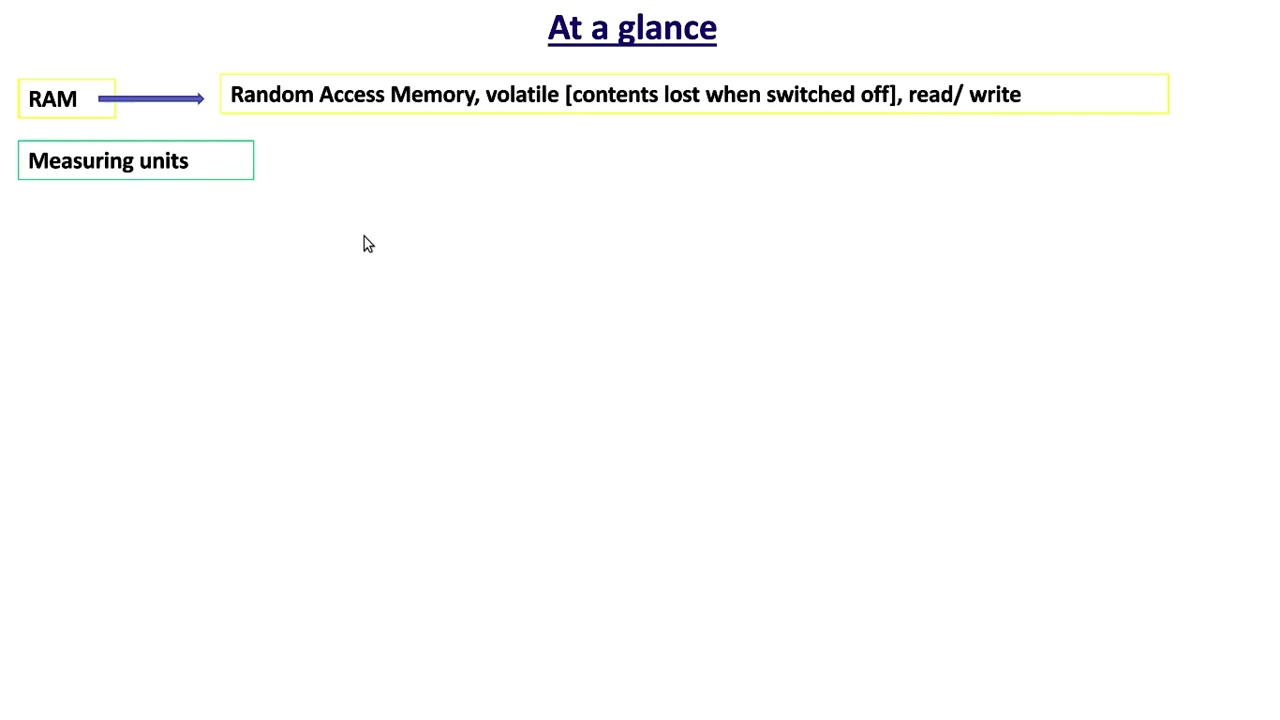 At a glance
RAM
Random Access Memory, volatile [contents lost when switched off], read/ write
Measuring units